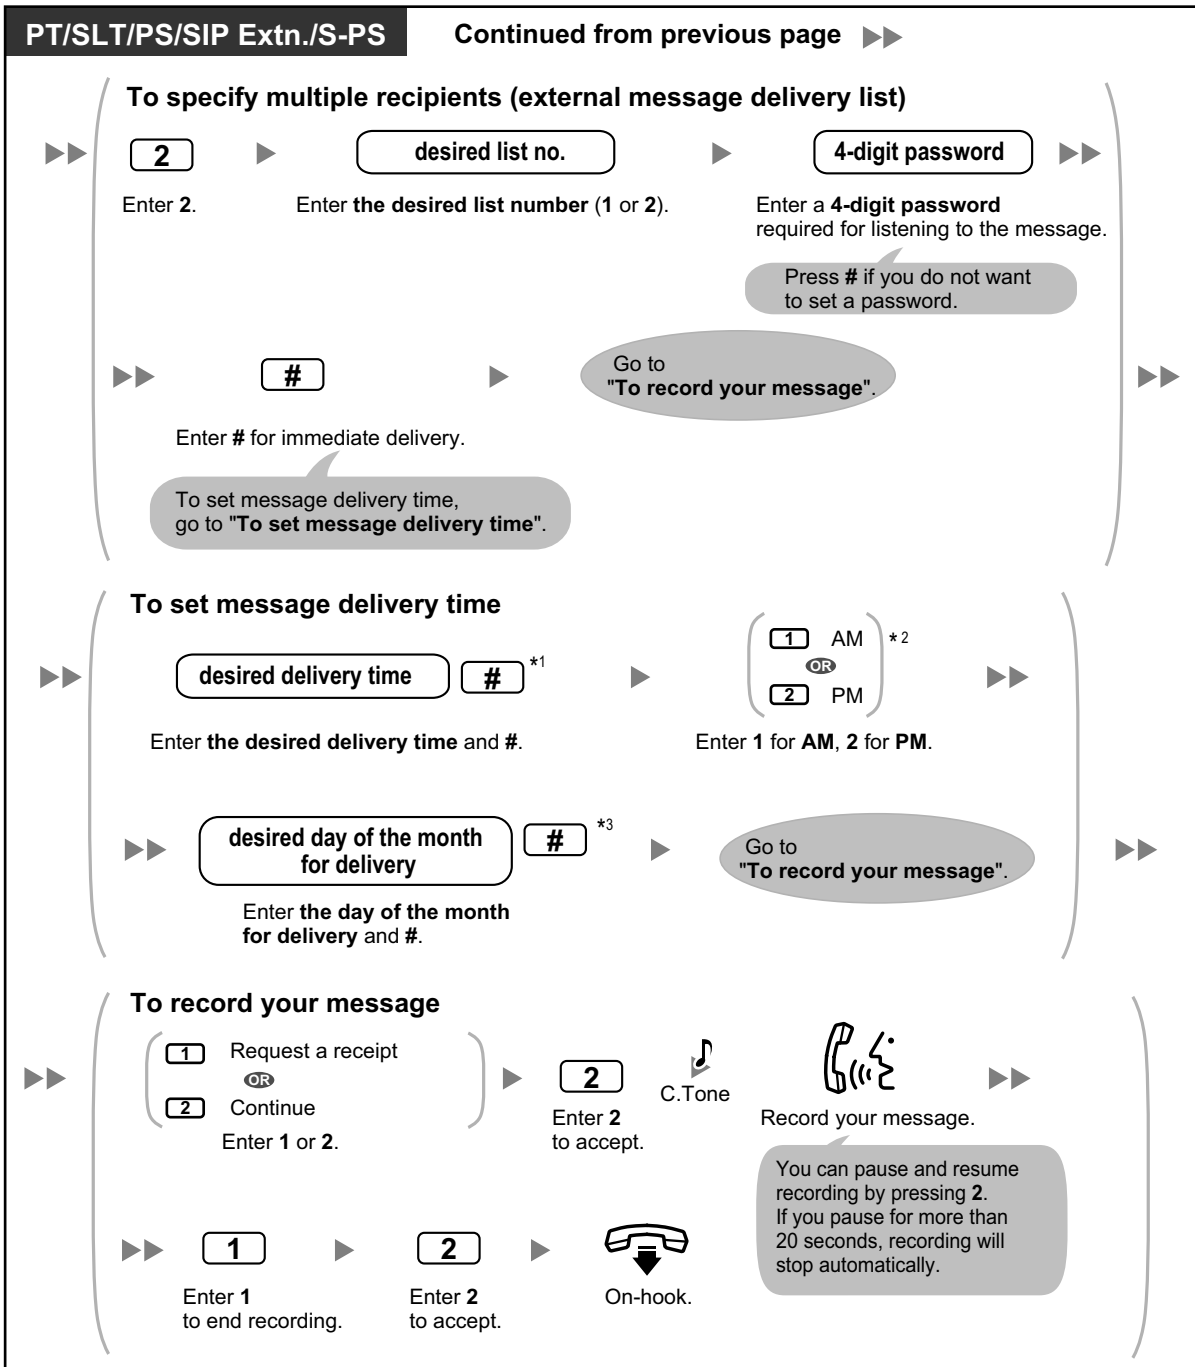 PT/SLT/PS/SIP Extn./S-PS Continued from previous page
To specify multiple recipients (external message delivery list)
2 desired list no. 4-digit password
Enter 2. Enter the desired list number (1 or 2). Enter a 4-digit password
required for listening to the message.
Press # if you do not want
to set a password.
#
Go to
"To record your message".
Enter # for immediate delivery.
To set message delivery time,
go to "To set message delivery time".
To set message delivery time
desired delivery time # *1
1 AM *2
OR
2 PM
Enter the desired delivery time and #. Enter 1 for AM, 2 for PM.
desired day of the month
for delivery
# *3
Go to
"To record your message".
Enter the day of the month
for delivery and #.
To record your message
1 Request a receipt
OR
2 Continue
Enter 1 or 2.
2
Enter 2
to accept.
C.Tone
Record your message.
You can pause and resume
recording by pressing 2.
If you pause for more than
20 seconds, recording will
stop automatically.
1
Enter 1
to end recording.
2
Enter 2
to accept.
On-hook.